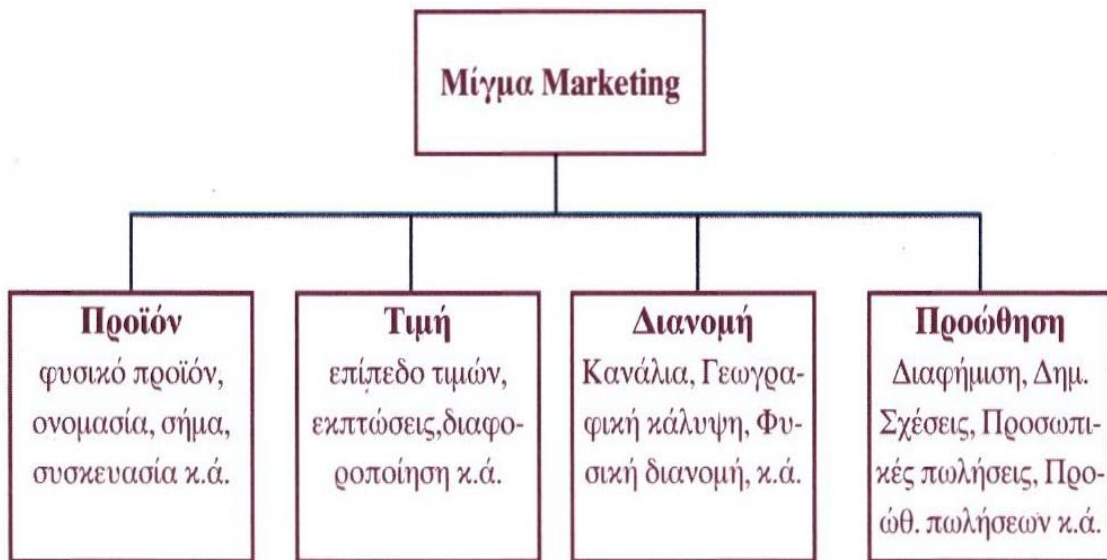 Μίγμα Marketing
Προϊόν
φυσικό προϊόν,
ονομασία, σήμα,
συσκευασία κ.ά.
Τιμή
επίπεδο τιμών,
εκπτώσεις,διαφο-
ροποίηση κ.ά.
Διανομή
Κανάλια, Γεωγρα-
φική κάλυψη, Φυ-
σική διανομή, κ.ά.
Προώθηση
Διαφήμιση, Δημ.
Σχέσεις, Προσωπι-
κές πωλήσεις, Προ-
ώθ. πωλήσεων κ.ά.